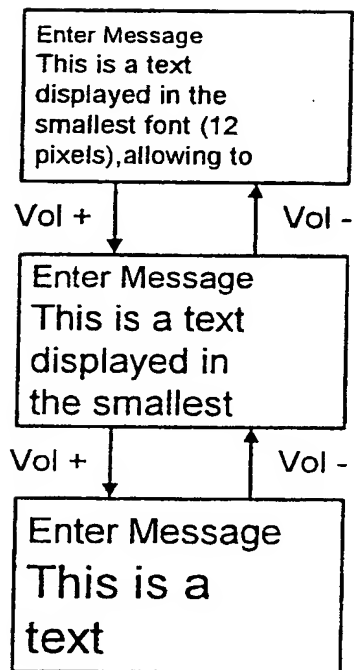 Enter Message
This is a text
displayed in the
smallest font (12
pixels),allowing to
Vol + Vol -
Enter Message
This is a text
displayed in
the smallest
Vol + Vol -
Enter Message
This is a
text